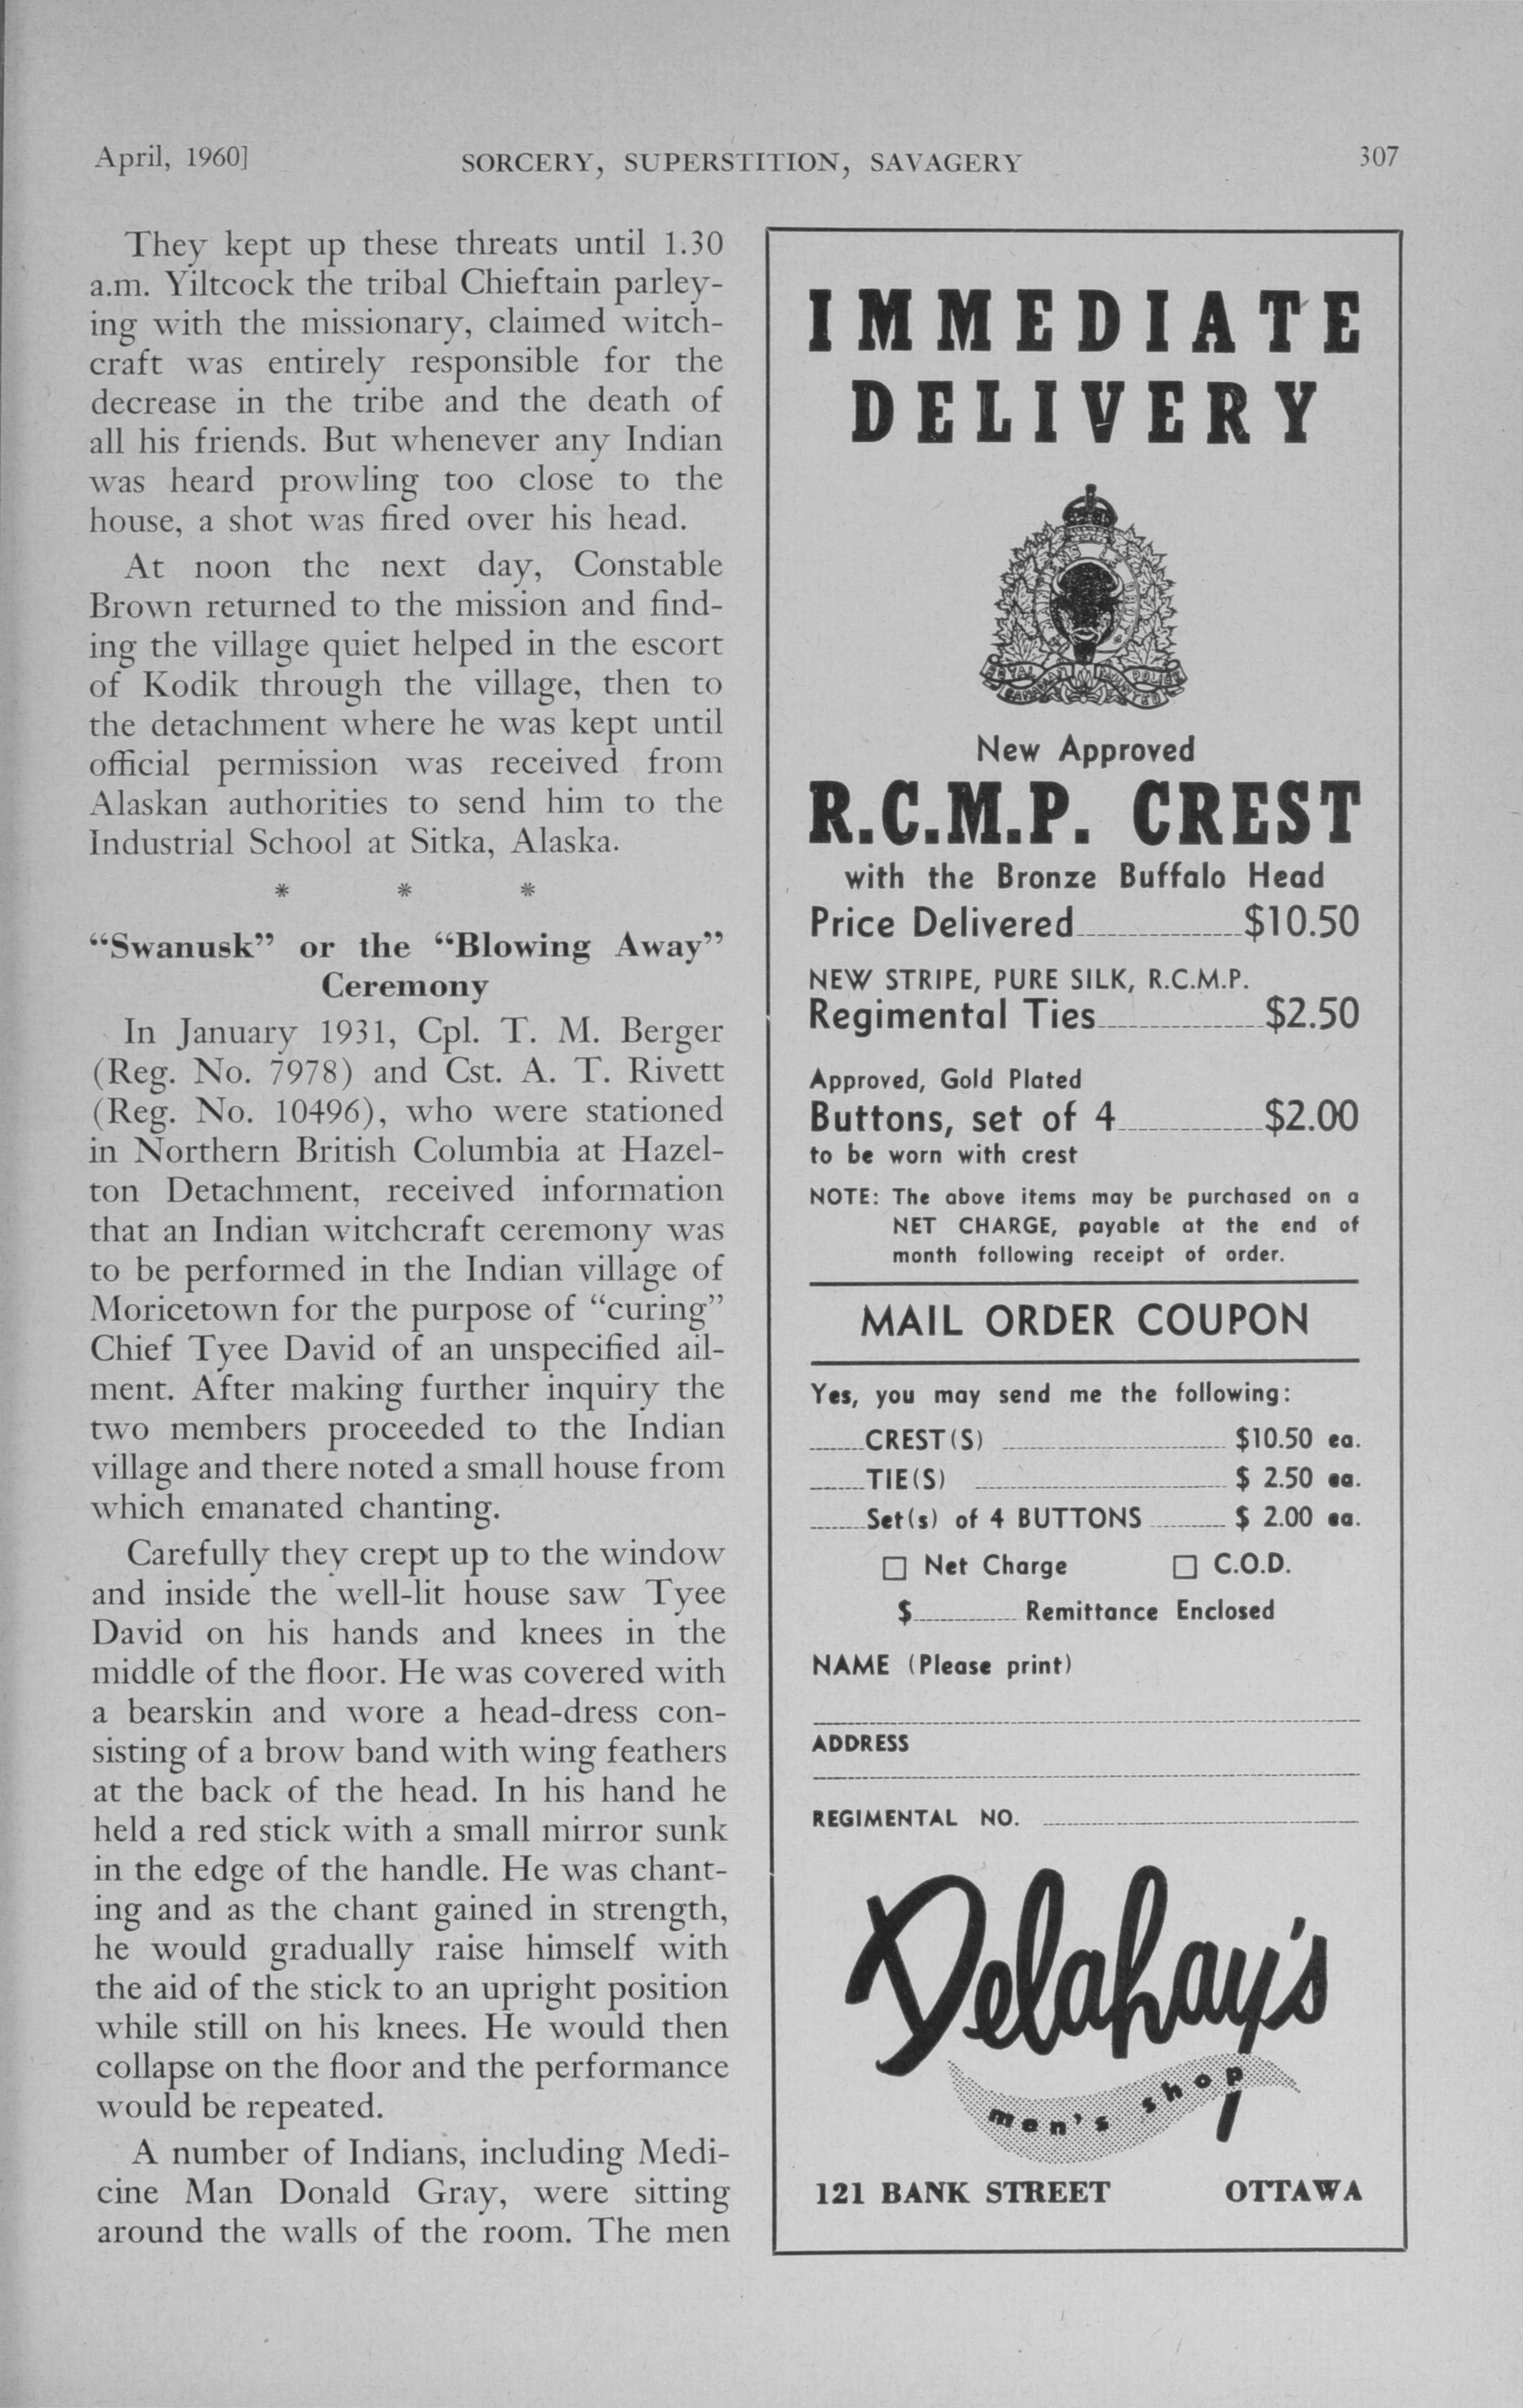 April, 1960]
SORCERY, SUPERSTITION, SAVAGERY
307
They kept up these threats until 1.30
a.m. Yiltcock the tribal Chieftain parley-
ing with the missionary, claimed witch-
craft was entirely responsible for the
decrease in the tribe and the death of
all his friends. But whenever any Indian
was heard prowling too close to the
house, a shot was fired over his head.
At noon the next day, Constable
Brown returned to the mission and find-
ing the village quiet helped in the escort
of Kodik through the village, then to
the detachment where he was kept until
official permission was received from
Alaskan authorities to send him to the
Industrial School at Sitka, Alaska.
* * *
“Swanusk” or the “Blowing Away”
Ceremony
In January 1931, Cpl. T. M. Berger
(Reg. No. 7978) and Cst. A. T. Rivett
(Reg. No. 10496), who were stationed
in Northern British Columbia at Hazel-
ton Detachment, received information
that an Indian witchcraft ceremony was
to be performed in the Indian village of
Moricetown for the purpose of “curing”
Chief Tyee David of an unspecified ail-
ment. After making further inquiry the
two members proceeded to the Indian
village and there noted a small house from
which emanated chanting.
Carefully they crept up to the window
and inside the well-lit house saw Tyee
David on his hands and knees in the
middle of the floor. He was covered with
a bearskin and wore a head-dress con-
sisting of a brow band with wing feathers
at the back of the head. In his hand he
held a red stick with a small mirror sunk
in the edge of the handle. He was chant-
ing and as the chant gained in strength,
he would gradually raise himself with
the aid of the stick to an upright position
while still on his knees. He would then
collapse on the floor and the performance
would be repeated.
A number of Indians, including Medi-
cine Man Donald Gray, were sitting
around the walls of the room. The men
IMMEDIATE
DELIVERY
ROYAL CANADIAN MOUNTED POLICE
New Approved
R.C.M.P. CREST
with the Bronze Buffalo Head
Price Delivered $10.50
NEW STRIPE, PURE SILK, R.C.M.P.
Regimental Ties $2.50
Approved, Gold Plated
Buttons, set of 4 $2.00
to be worn with crest
NOTE: The above items may be purchased on a
NET CHARGE, payable at the end of
month following receipt of order.
MAIL ORDER COUPON
Yes, you may send me the following:
CREST(S) $10.50 ea.
TIE(S) $ 2.50 ea.
Set(s) of 4 BUTTONS $ 2.00 ea.
☐ Net Charge ☐ C.O.D.
$ Remittance Enclosed
NAME (Please print)
ADDRESS
REGIMENTAL NO.
Delahay's
men's shop
121 BANK STREET OTTAWA